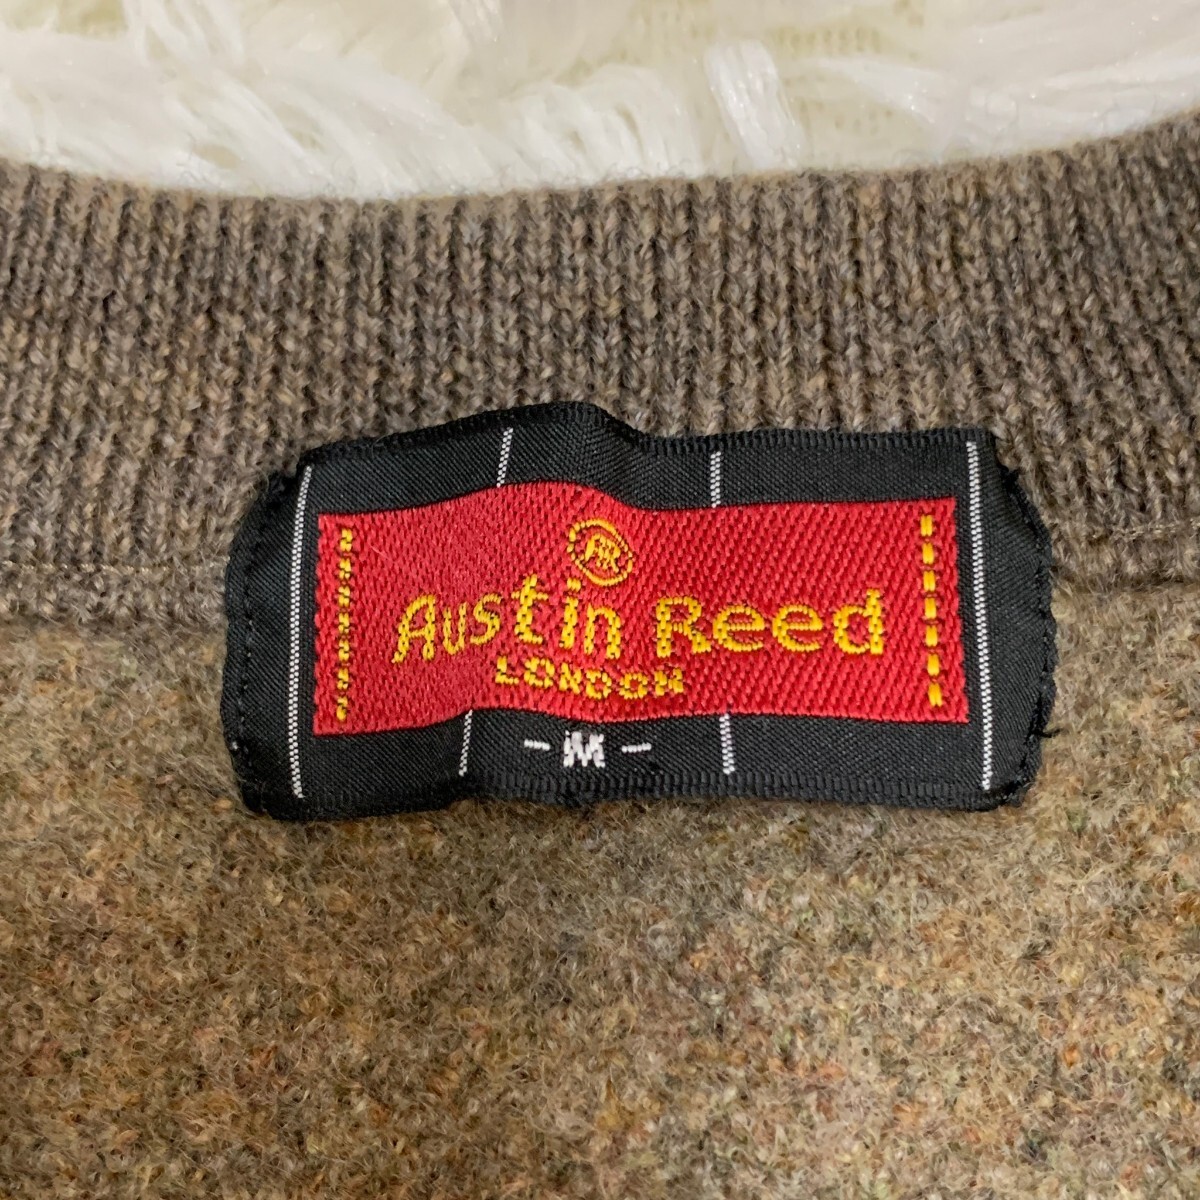 AR
Austin Reed
LONDON
- M -